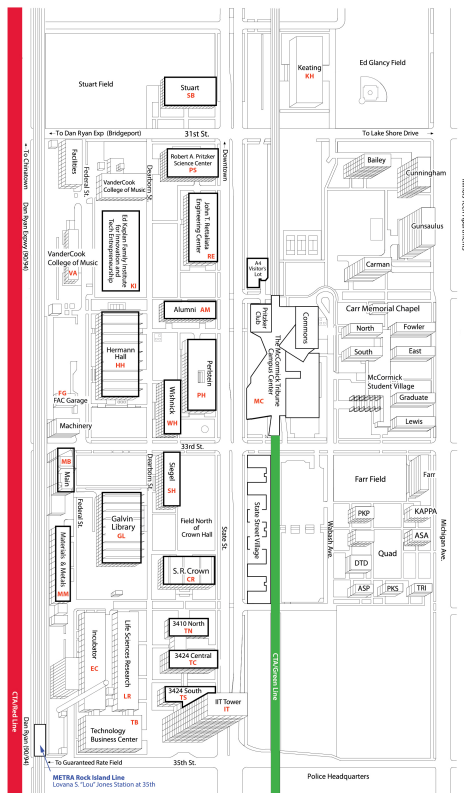 Stuart Field
Stuart
SB
Keating
KH
Ed Glancy Field
To Dan Ryan Exp (Bridgeport)
31st St.
To Lake Shore Drive
To Chinatown
Dan Ryan Expwy (90/94)
Facilities
Federal St.
VanderCook
College of Music
Dearborn St.
Robert A. Pritzker
Science Center
PS
Downtown
Bailey
Cunningham
Gunsaulus
VanderCook
College of Music
VA
Ed Kaplan Family Institute
for Innovation and
Tech Entrepreneurship
KI
John T. Rettaliata
Engineering Center
RE
A4
Visitor's
Lot
Carman
Alumni AM
Pritzker
Club
Commons
Carr Memorial Chapel
North
Fowler
South
East
Hermann
Hall
HH
Perlstein
PH
The McCormick Tribune
Campus Center
MC
McCormick
Student Village
Graduate
Lewis
FG
FAC Garage
Wishnick
WH
Machinery
33rd St.
MB
Main
Dearborn St.
Siegel
SH
Farr Field
Farr
Federal St.
Galvin
Library
GL
Field North of
Crown Hall
State St.
State Street Village
Wabash Ave.
Michigan Ave.
PKP
KAPPA
ASA
Quad
DTD
ASP
PKS
TRI
Materials & Metals
MM
S. R. Crown
CR
3410 North
TN
3424 Central
TC
3424 South
TS
IIT Tower
IT
Incubator
EC
Life Sciences Research
LR
TB
Technology
Business Center
CTA/Red Line
CTA/Green Line
Dan Ryan (90/94)
To Guaranteed Rate Field
35th St.
METRA Rock Island Line
Lovana S. "Lou" Jones Station at 35th
Police Headquarters